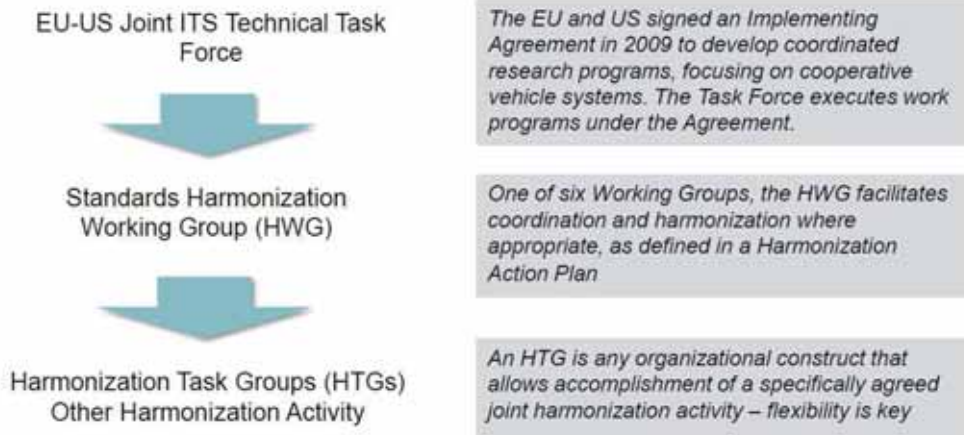 EU-US Joint ITS Technical Task
Force
The EU and US signed an Implementing
Agreement in 2009 to develop coordinated
research programs, focusing on cooperative
vehicle systems. The Task Force executes work
programs under the Agreement.
Standards Harmonization
Working Group (HWG)
One of six Working Groups, the HWG facilitates
coordination and harmonization where
appropriate, as defined in a Harmonization
Action Plan
Harmonization Task Groups (HTGs)
Other Harmonization Activity
An HTG is any organizational construct that
allows accomplishment of a specifically agreed
joint harmonization activity – flexibility is key